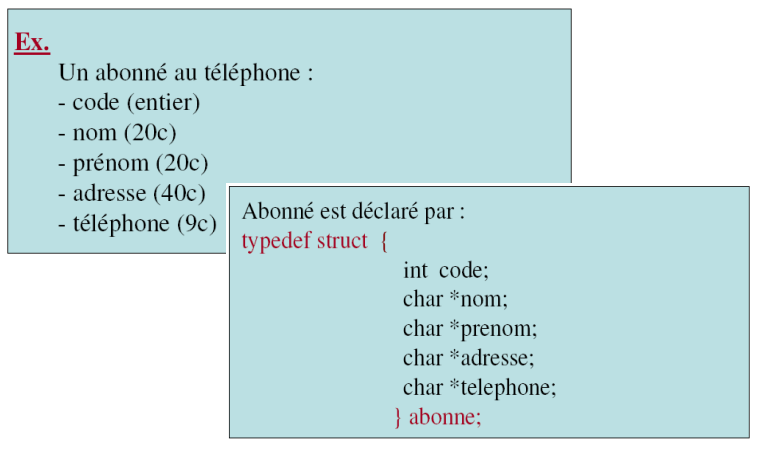 Ex.
Un abonné au téléphone :
- code (entier)
- nom (20c)
- prénom (20c)
- adresse (40c)
- téléphone (9c)
Abonné est déclaré par :
typedef struct {
int code;
char *nom;
char *prenom;
char *adresse;
char *telephone;
} abonne;